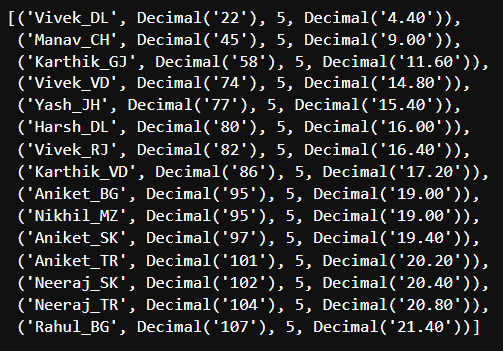 [('Vivek_DL', Decimal('22'), 5, Decimal('4.40')),
('Manav_CH', Decimal('45'), 5, Decimal('9.00')),
('Karthik_GJ', Decimal('58'), 5, Decimal('11.60')),
('Vivek_VD', Decimal('74'), 5, Decimal('14.80')),
('Yash_JH', Decimal('77'), 5, Decimal('15.40')),
('Harsh_DL', Decimal('80'), 5, Decimal('16.00')),
('Vivek_RJ', Decimal('82'), 5, Decimal('16.40')),
('Karthik_VD', Decimal('86'), 5, Decimal('17.20')),
('Aniket_BG', Decimal('95'), 5, Decimal('19.00')),
('Nikhil_MZ', Decimal('95'), 5, Decimal('19.00')),
('Aniket_SK', Decimal('97'), 5, Decimal('19.40')),
('Aniket_TR', Decimal('101'), 5, Decimal('20.20')),
('Neeraj_SK', Decimal('102'), 5, Decimal('20.40')),
('Neeraj_TR', Decimal('104'), 5, Decimal('20.80')),
('Rahul_BG', Decimal('107'), 5, Decimal('21.40'))]